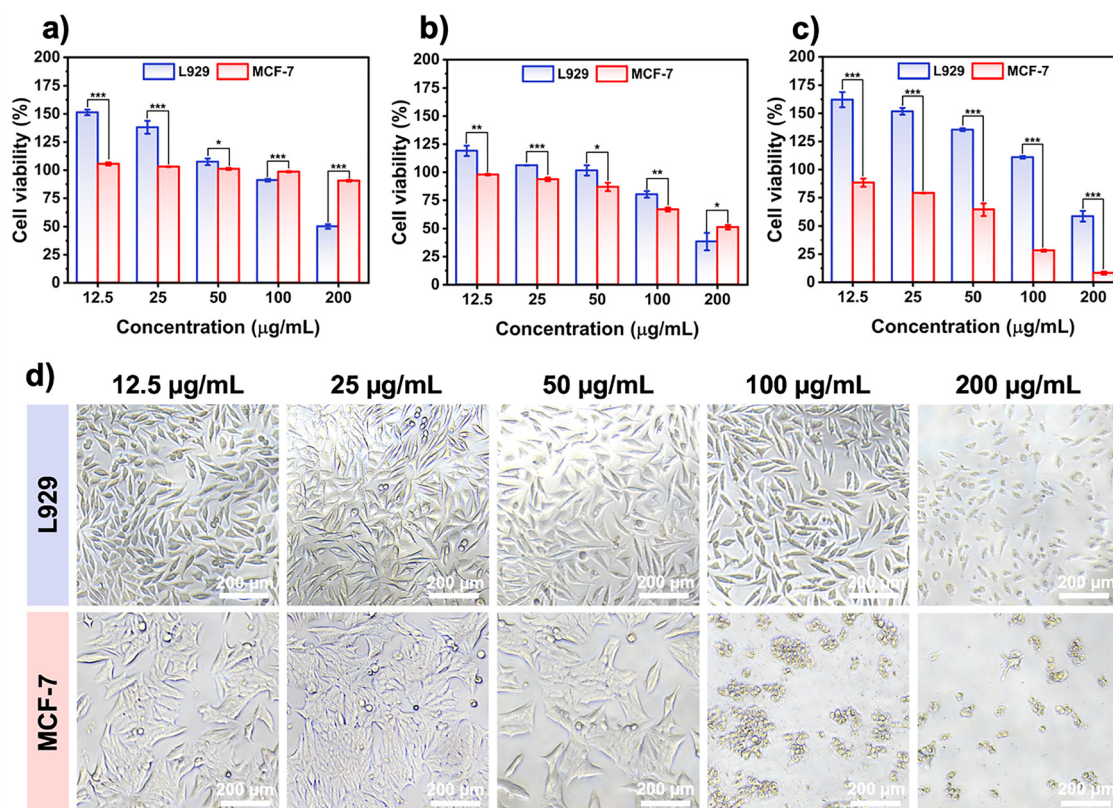 a)
200
175
150
125
100
75
50
25
0
Cell viability (%)
L929 MCF-7
*** *** * *** ***
12.5 25 50 100 200
Concentration (µg/mL)
b)
200
175
150
125
100
75
50
25
0
Cell viability (%)
L929 MCF-7
** *** * ** *
12.5 25 50 100 200
Concentration (µg/mL)
c)
200
175
150
125
100
75
50
25
0
Cell viability (%)
L929 MCF-7
*** *** *** *** ***
12.5 25 50 100 200
Concentration (µg/mL)
d)
12.5 µg/mL 25 µg/mL 50 µg/mL 100 µg/mL 200 µg/mL
L929
200 µm 200 µm 200 µm 200 µm 200 µm
MCF-7
200 µm 200 µm 200 µm 200 µm 200 µm